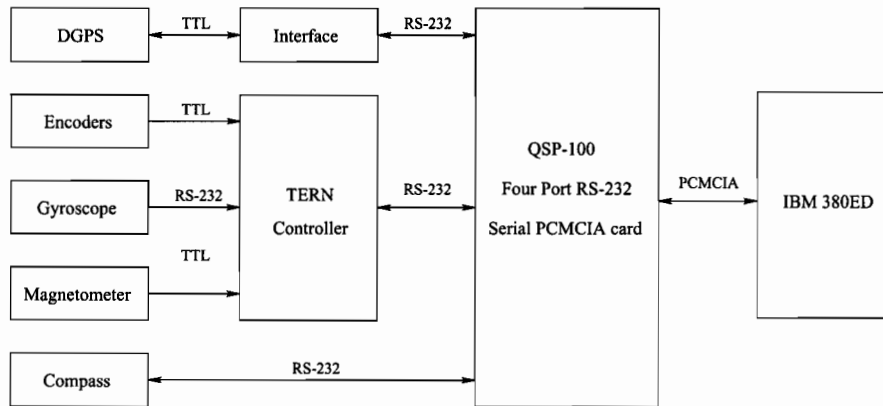 DGPS
TTL
Interface
RS-232
Encoders
TTL
Gyroscope
RS-232
TERN
Controller
RS-232
Magnetometer
TTL
Compass
RS-232
QSP-100
Four Port RS-232
Serial PCMCIA card
PCMCIA
IBM 380ED